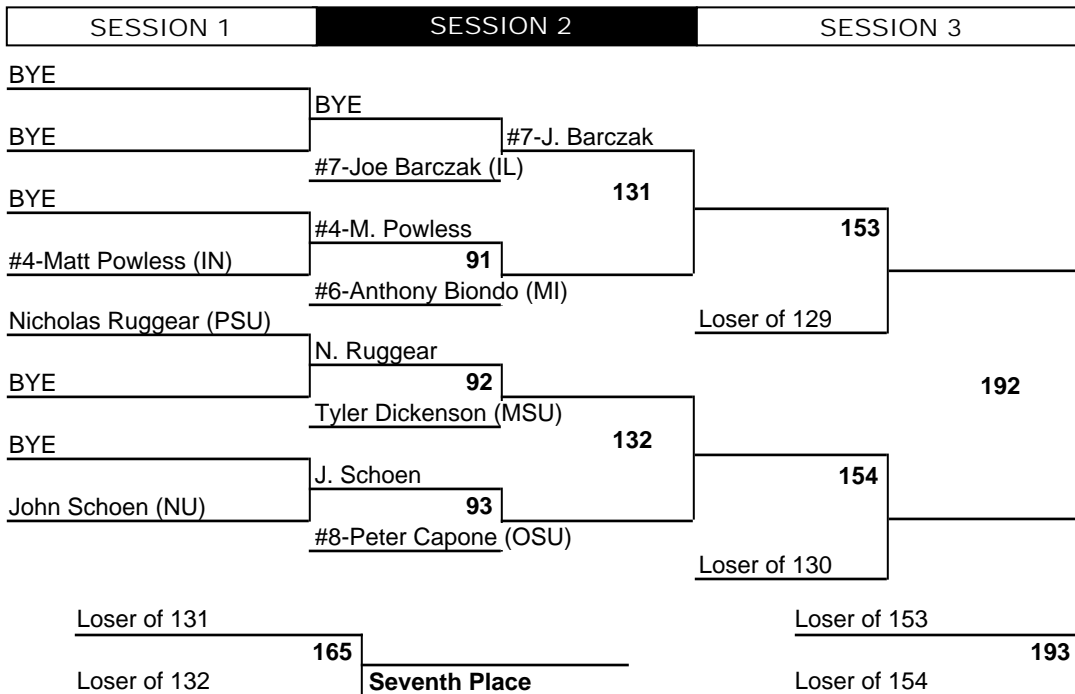 SESSION 1 SESSION 2 SESSION 3
BYE
BYE
BYE #7-J. Barczak
#7-Joe Barczak (IL)
131
BYE
#4-M. Powless 153
#4-Matt Powless (IN) 91
#6-Anthony Biondo (MI)
Nicholas Ruggear (PSU) Loser of 129
N. Ruggear
BYE 92 192
Tyler Dickenson (MSU)
132
BYE
J. Schoen 154
John Schoen (NU) 93
#8-Peter Capone (OSU)
Loser of 130
Loser of 131 Loser of 153
165 193
Loser of 132 Seventh Place Loser of 154